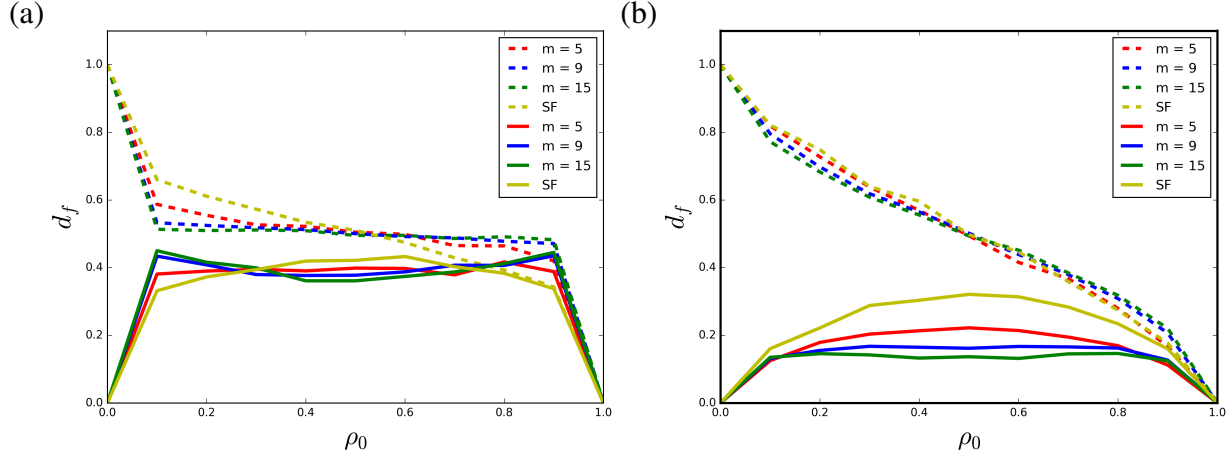 (a)
1.0
0.8
0.6
0.4
0.2
0.0
d_f
0.0 0.2 0.4 0.6 0.8 1.0
ρ_0
m = 5
m = 9
m = 15
SF
m = 5
m = 9
m = 15
SF
(b)
1.0
0.8
0.6
0.4
0.2
0.0
d_f
0.0 0.2 0.4 0.6 0.8 1.0
ρ_0
m = 5
m = 9
m = 15
SF
m = 5
m = 9
m = 15
SF